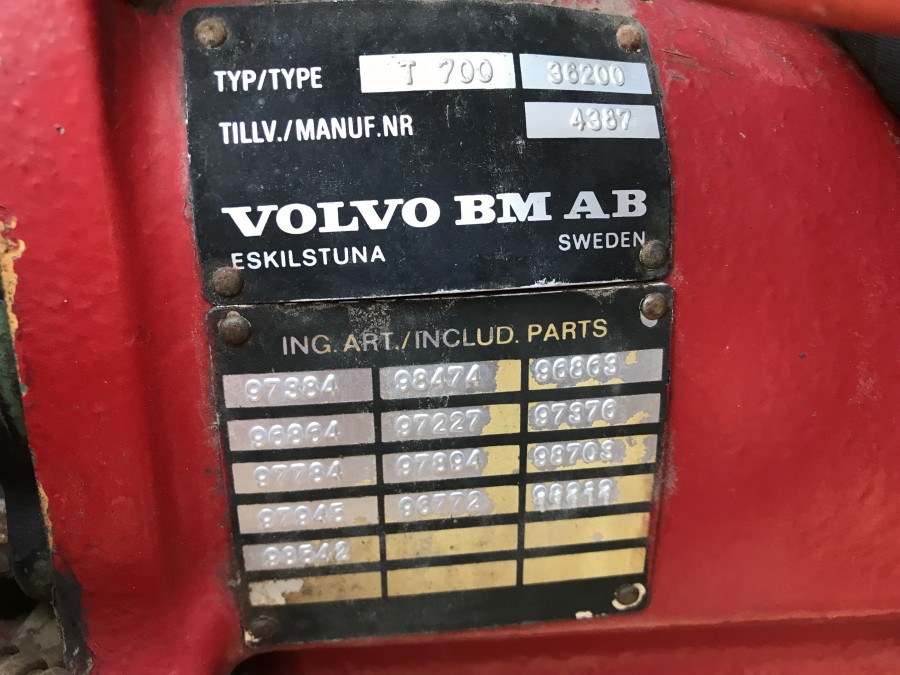 TYP/TYPE T 700 36200
TILLV./MANUF.NR 4387
VOLVO BM AB
ESKILSTUNA SWEDEN
ING. ART./INCLUD. PARTS
97384 98474 96863
96864 97227 97376
97784 97894 98703
97945 96772
98542